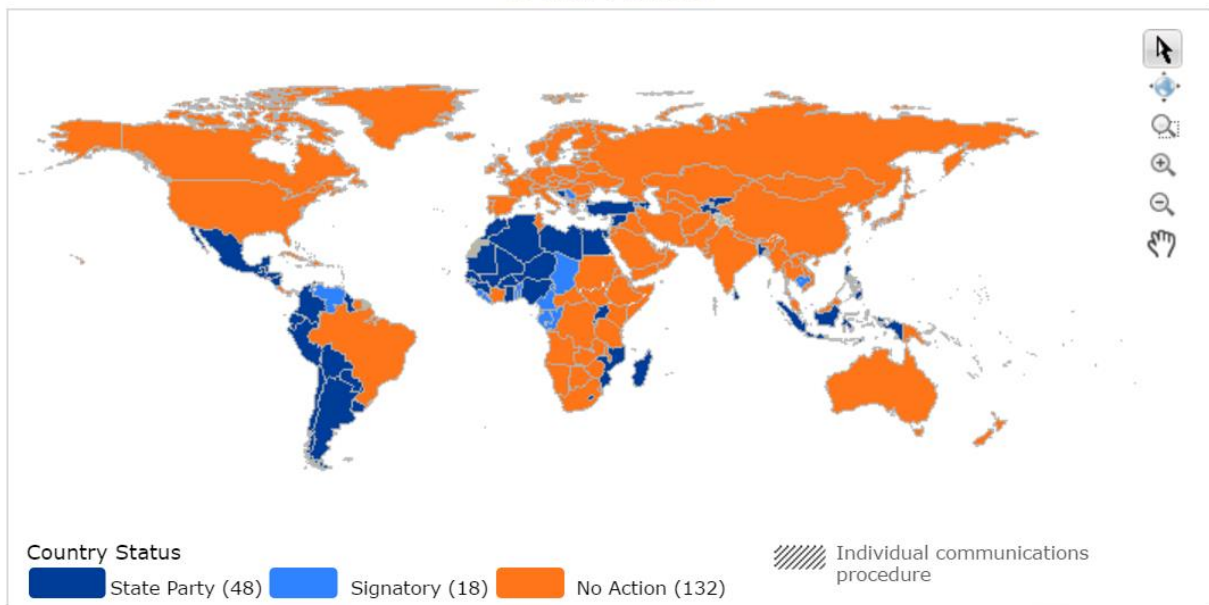 Country Status
State Party (48)
Signatory (18)
No Action (132)
Individual communications
procedure